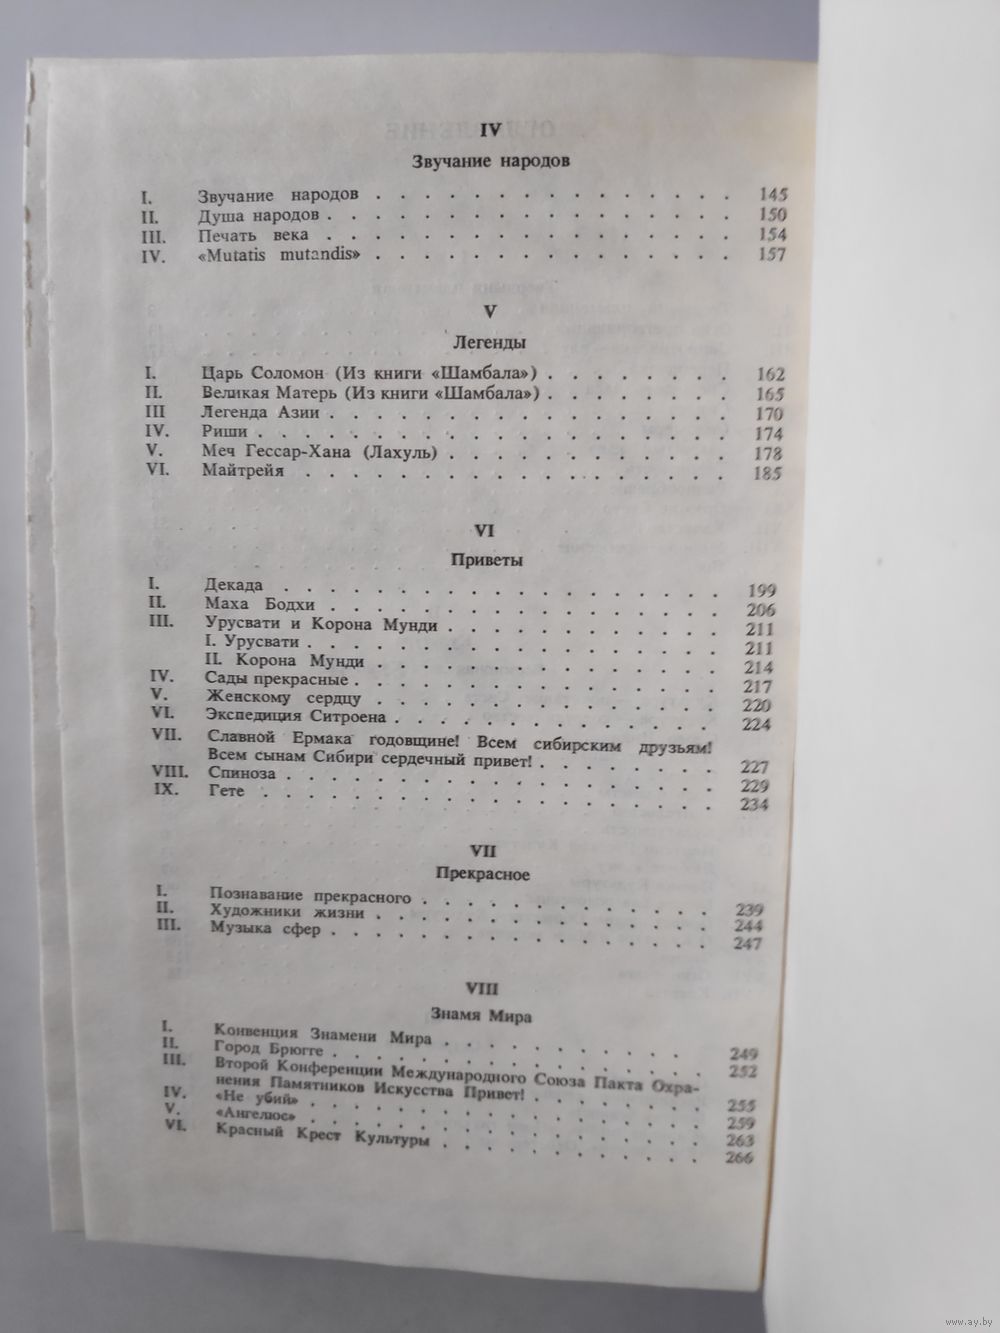 IV
Звучание народов
I. Звучание народов . . . . . . . . . . . . . . . 145
II. Душа народов . . . . . . . . . . . . . . . . . 150
III. Печать века . . . . . . . . . . . . . . . . . 154
IV. «Mutatis mutandis» . . . . . . . . . . . . . . . 157
V
Легенды
I. Царь Соломон (Из книги «Шамбала») . . . . . . . 162
II. Великая Матерь (Из книги «Шамбала») . . . . . . . 165
III Легенда Азии . . . . . . . . . . . . . . . . 170
IV. Риши . . . . . . . . . . . . . . . . . . . 174
V. Меч Гессар-Хана (Лахуль) . . . . . . . . . . . 178
VI. Майтрейя . . . . . . . . . . . . . . . . . 185
VI
Приветы
I. Декада . . . . . . . . . . . . . . . . . . 199
II. Маха Бодхи . . . . . . . . . . . . . . . . 206
III. Урусвати и Корона Мунди . . . . . . . . . . . 211
I. Урусвати . . . . . . . . . . . . . . . . . 211
II. Корона Мунди . . . . . . . . . . . . . . 214
IV. Сады прекрасные . . . . . . . . . . . . . . . 217
V. Женскому сердцу . . . . . . . . . . . . . . 220
VI. Экспедиция Ситроена . . . . . . . . . . . . . 224
VII. Славной Ермака годовщине! Всем сибирским друзьям!
Всем сынам Сибири сердечный привет! . . . . . . . 227
VIII. Спиноза . . . . . . . . . . . . . . . . . . 229
IX. Гете . . . . . . . . . . . . . . . . . . . 234
VII
Прекрасное
I. Познавание прекрасного . . . . . . . . . . . . 239
II. Художники жизни . . . . . . . . . . . . . . 244
III. Музыка сфер . . . . . . . . . . . . . . . . 247
VIII
Знамя Мира
I. Конвенция Знамени Мира . . . . . . . . . . . 249
II. Город Брюгге . . . . . . . . . . . . . . . 252
III. Второй Конференции Международного Союза Пакта Охра-
нения Памятников Искусства Привет! . . . . . . . 255
IV. «Не убий» . . . . . . . . . . . . . . . . . 259
V. «Ангелюс» . . . . . . . . . . . . . . . . . 263
VI. Красный Крест Культуры . . . . . . . . . . . 266
www.ay.by